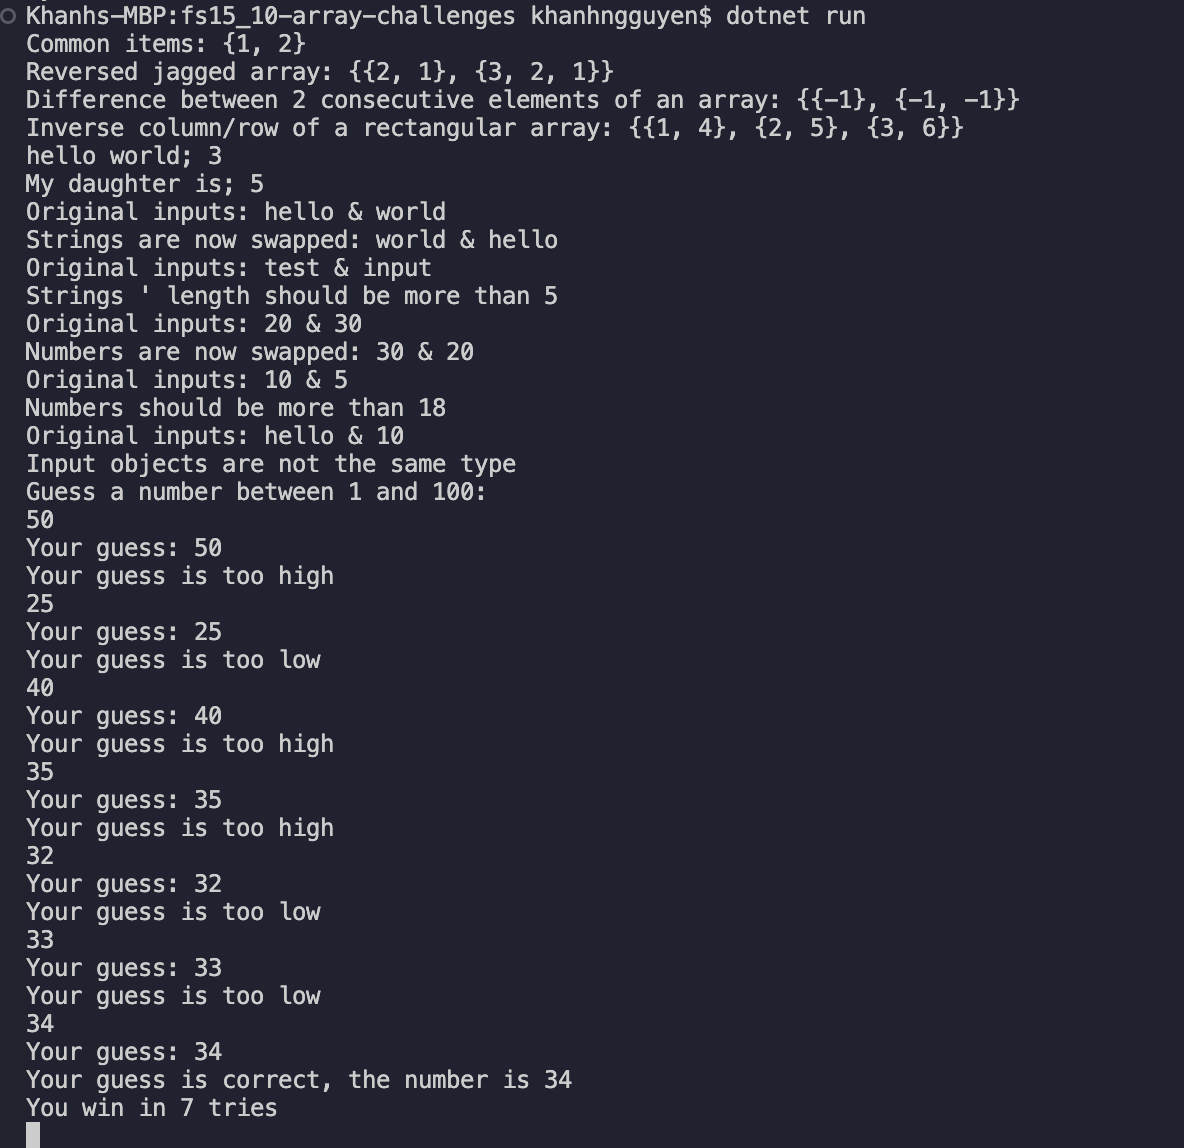 Khanhs-MBP:fs15_10-array-challenges khanhngguyen$ dotnet run
Common items: {1, 2}
Reversed jagged array: {{2, 1}, {3, 2, 1}}
Difference between 2 consecutive elements of an array: {{-1}, {-1, -1}}
Inverse column/row of a rectangular array: {{1, 4}, {2, 5}, {3, 6}}
hello world; 3
My daughter is; 5
Original inputs: hello & world
Strings are now swapped: world & hello
Original inputs: test & input
Strings ' length should be more than 5
Original inputs: 20 & 30
Numbers are now swapped: 30 & 20
Original inputs: 10 & 5
Numbers should be more than 18
Original inputs: hello & 10
Input objects are not the same type
Guess a number between 1 and 100:
50
Your guess: 50
Your guess is too high
25
Your guess: 25
Your guess is too low
40
Your guess: 40
Your guess is too high
35
Your guess: 35
Your guess is too high
32
Your guess: 32
Your guess is too low
33
Your guess: 33
Your guess is too low
34
Your guess: 34
Your guess is correct, the number is 34
You win in 7 tries